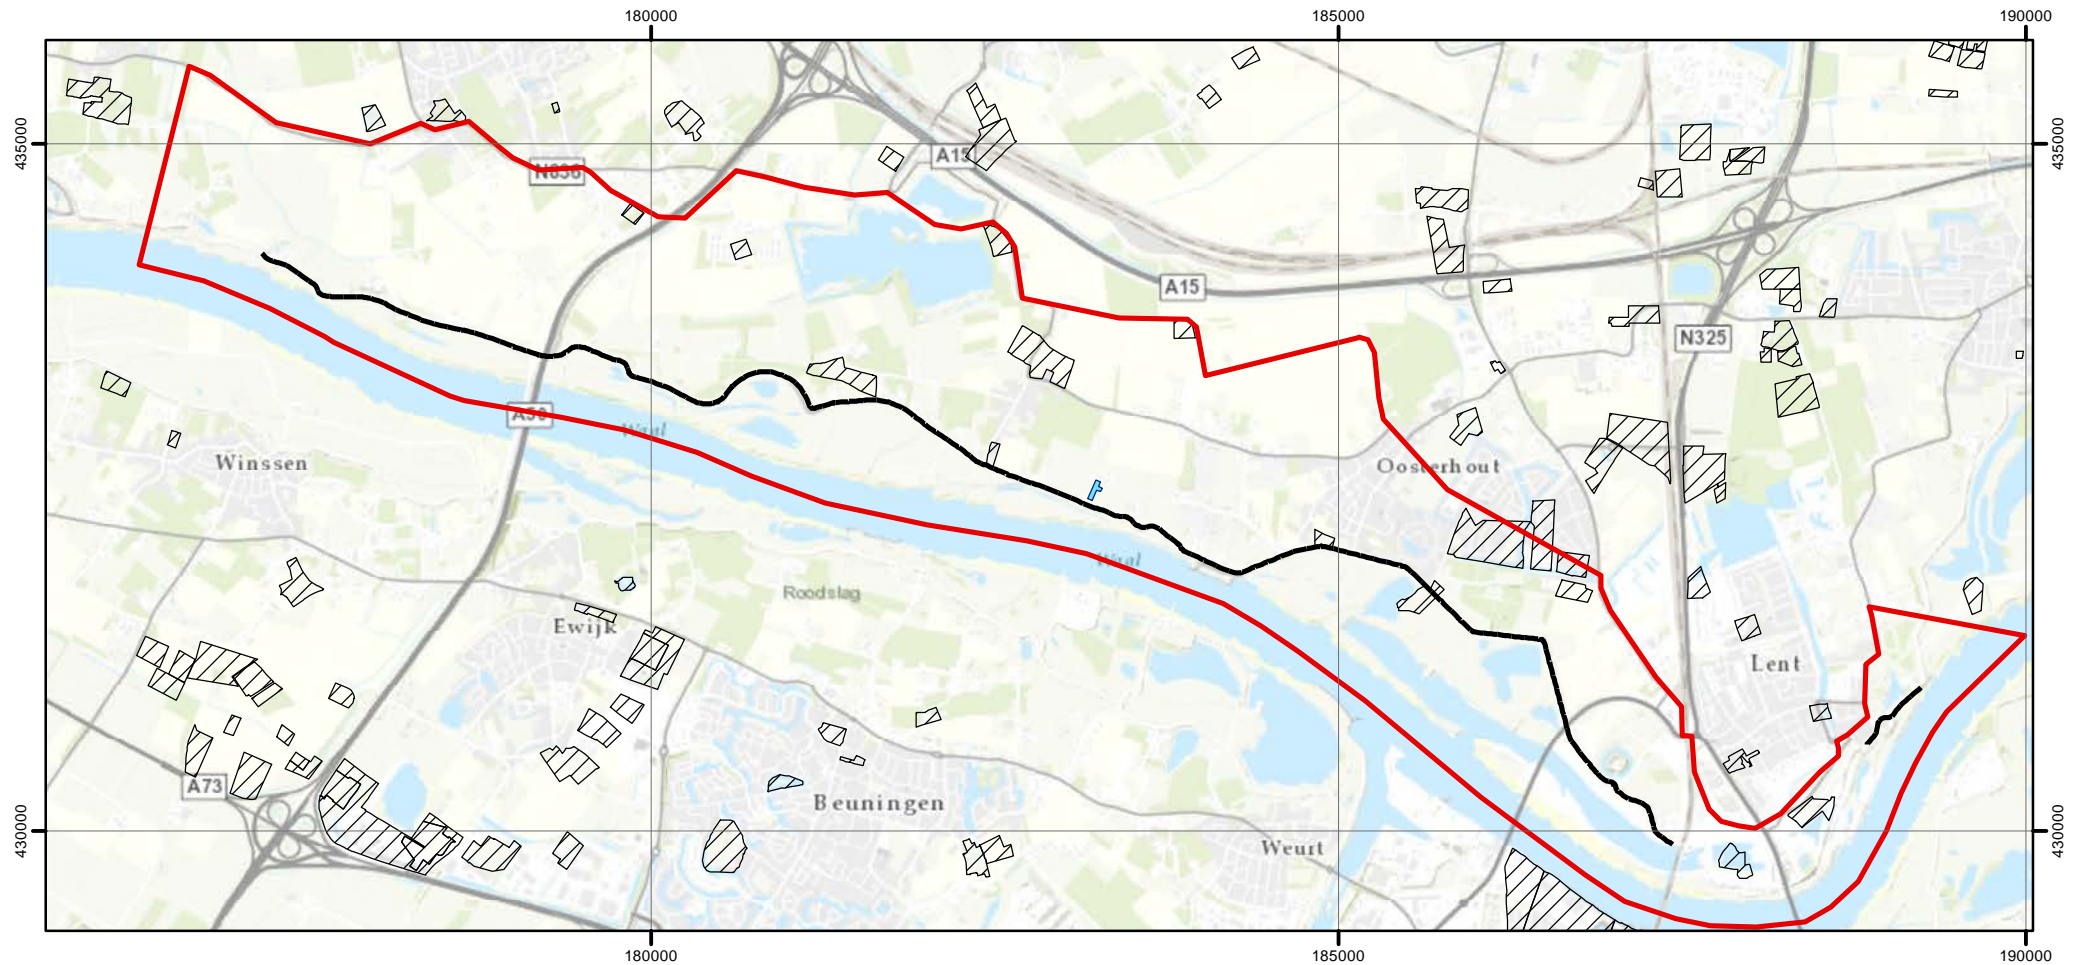 180000
185000
190000
435000
435000
A15
N836
A15
N325
A50
Waal
Winssen
Oosterhout
Waal
Roodslag
Ewijk
Lent
A73
Beuningen
430000
430000
Weurt
180000
185000
190000